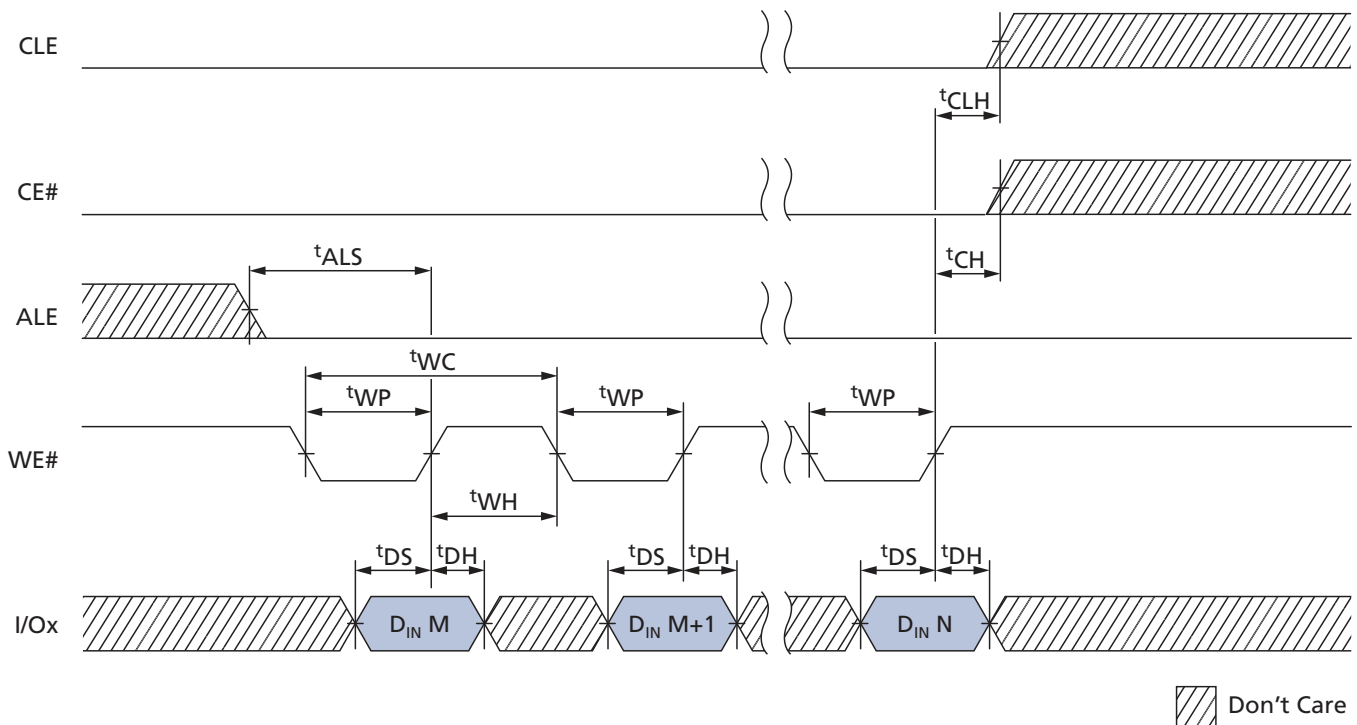 CLE
tCLH
CE#
tCH
tALS
ALE
tWC
tWP tWP tWP
WE#
tWH
tDS tDH tDS tDH tDS tDH
I/Ox DIN M DIN M+1 DIN N
Don't Care